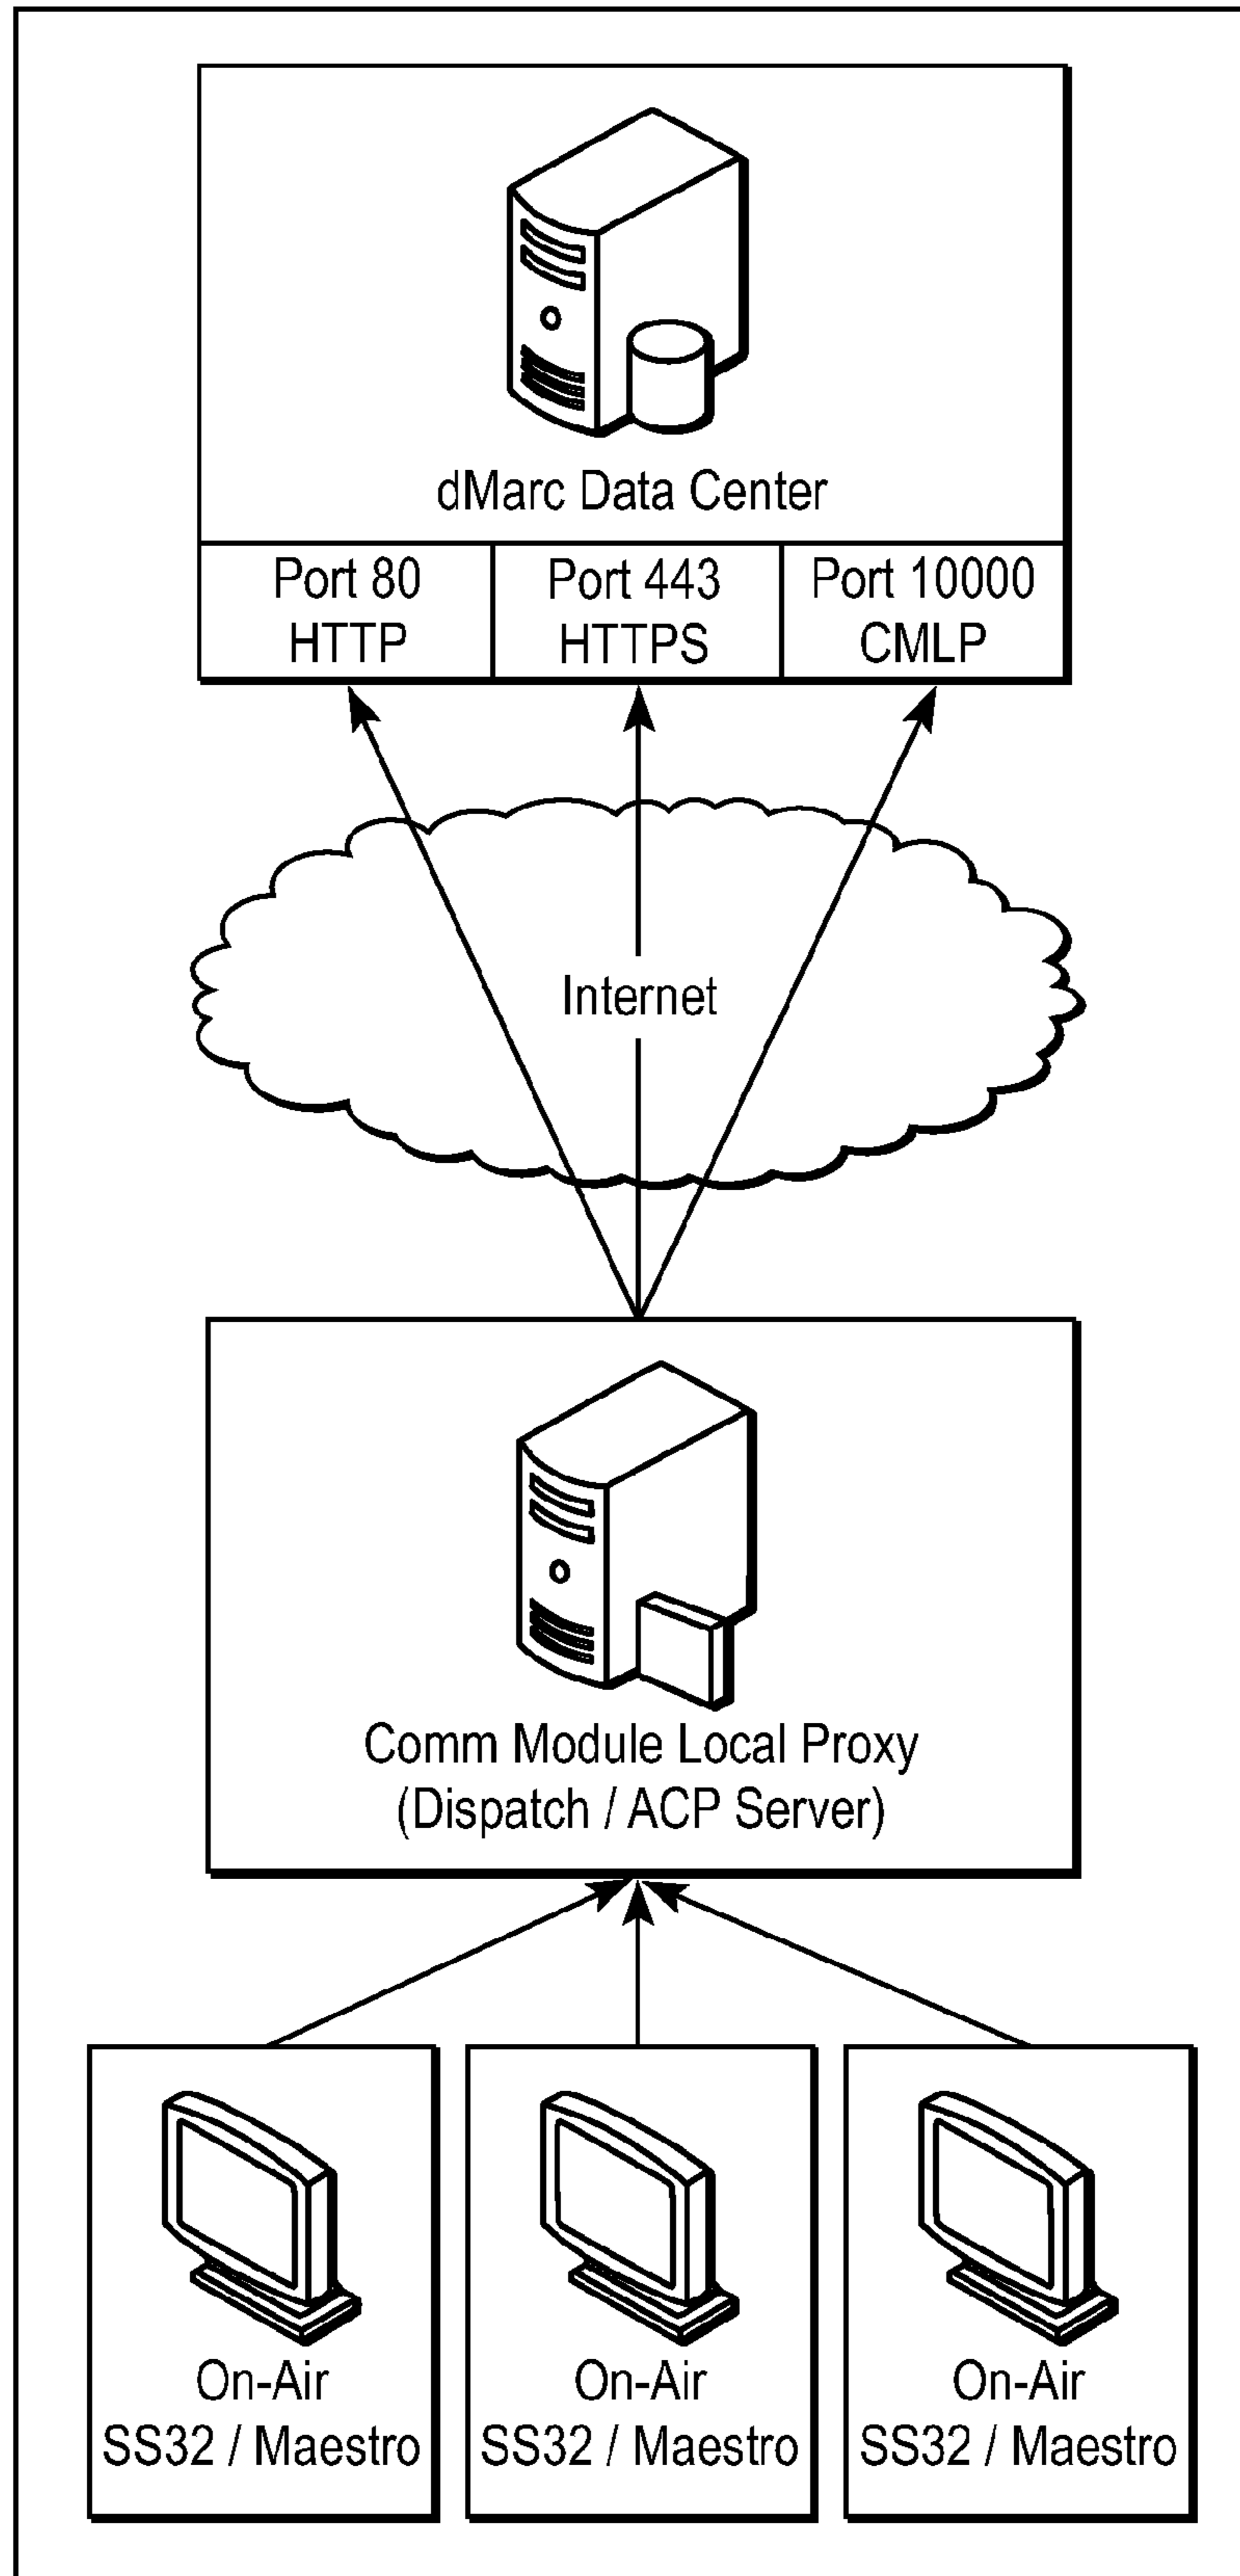 dMarc Data Center
Port 80
HTTP
Port 443
HTTPS
Port 10000
CMLP
Internet
Comm Module Local Proxy
(Dispatch / ACP Server)
On-Air
SS32 / Maestro
On-Air
SS32 / Maestro
On-Air
SS32 / Maestro